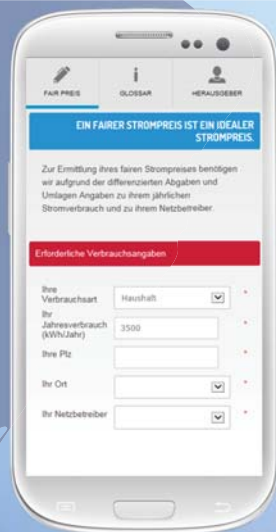 FAIR PREIS
GLOSSAR
HERAUSGEBER
EIN FAIRER STROMPREIS IST EIN IDEALER
STROMPREIS.
Zur Ermittlung ihres fairen Strompreises benötigen
wir aufgrund der differenzierten Abgaben und
Umlagen Angaben zu ihrem jährlichen
Stromverbrauch und zu ihrem Netzbetreiber.
Erforderliche Verbrauchsangaben
Ihre
Verbrauchsart
Haushalt
*
Ihr
Jahresverbrauch
(kWh/Jahr)
3500
*
Ihre Plz
*
Ihr Ort
*
Ihr Netzbetreiber
*